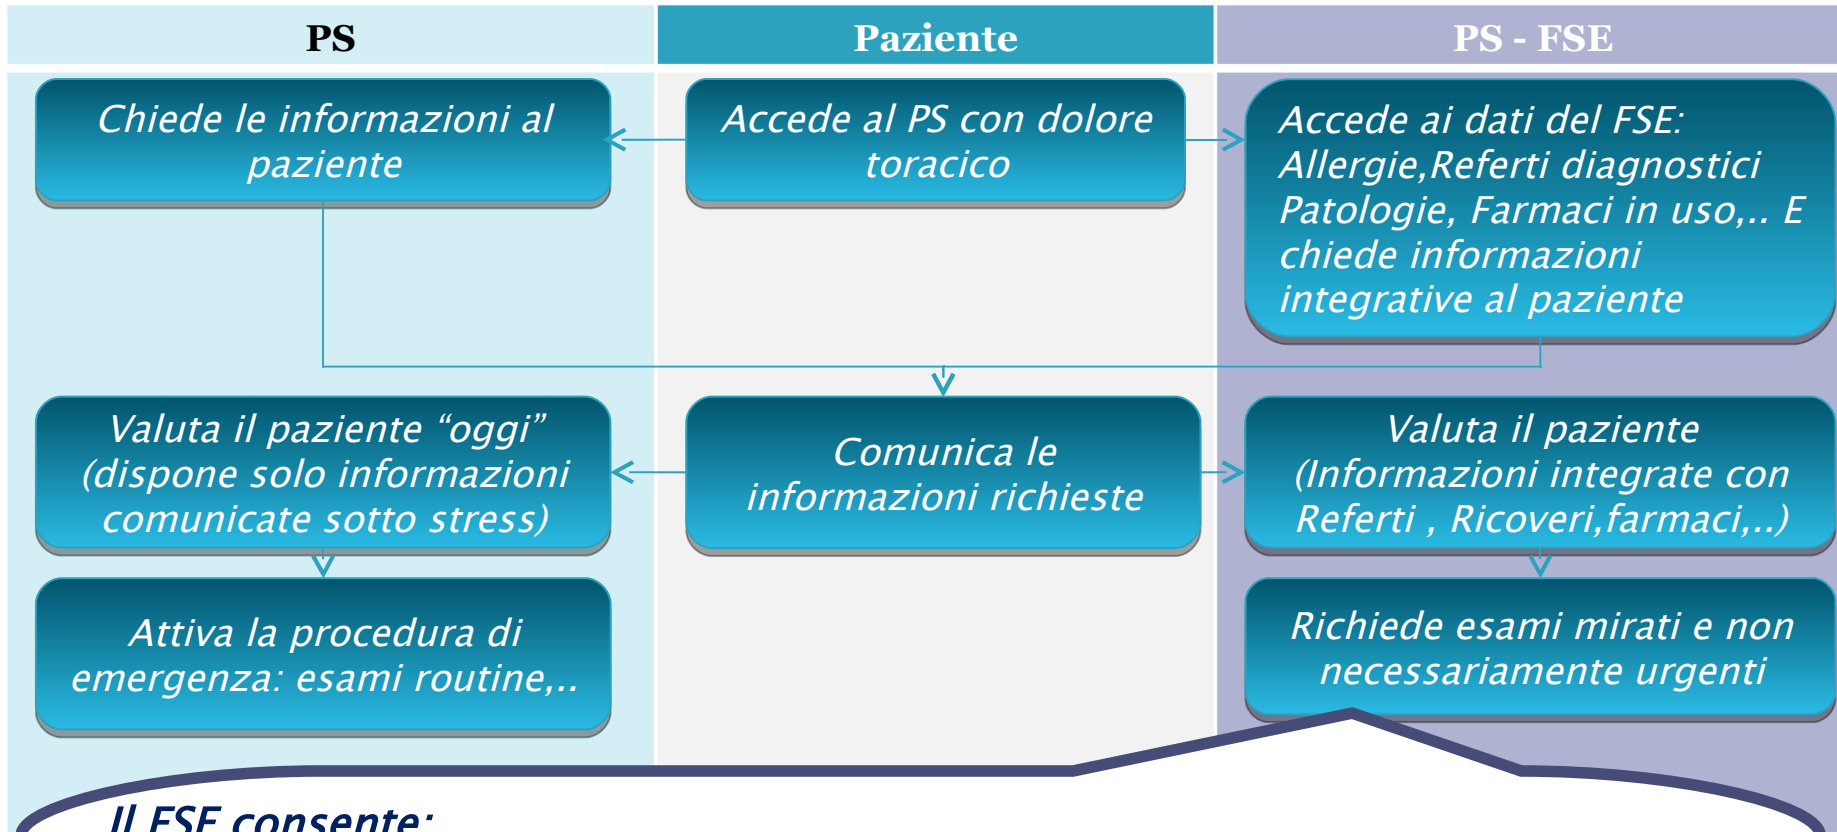 PS
Paziente
PS - FSE
Chiede le informazioni al
paziente
Accede al PS con dolore
toracico
Accede ai dati del FSE:
Allergie,Referti diagnostici
Patologie, Farmaci in uso,.. E
chiede informazioni
integrative al paziente
Valuta il paziente “oggi”
(dispone solo informazioni
comunicate sotto stress)
Comunica le
informazioni richieste
Valuta il paziente
(Informazioni integrate con
Referti , Ricoveri,farmaci,..)
Attiva la procedura di
emergenza: esami routine,..
Richiede esami mirati e non
necessariamente urgenti
Il FSE consente: